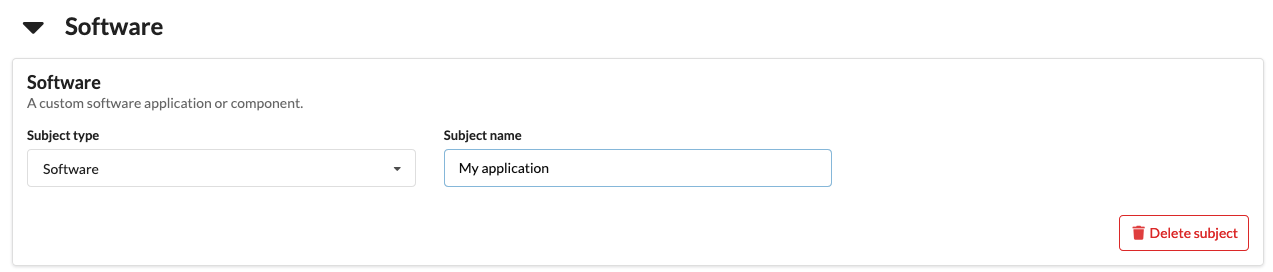 Software
Software
A custom software application or component.
Subject type
Subject name
Software
My application
Delete subject